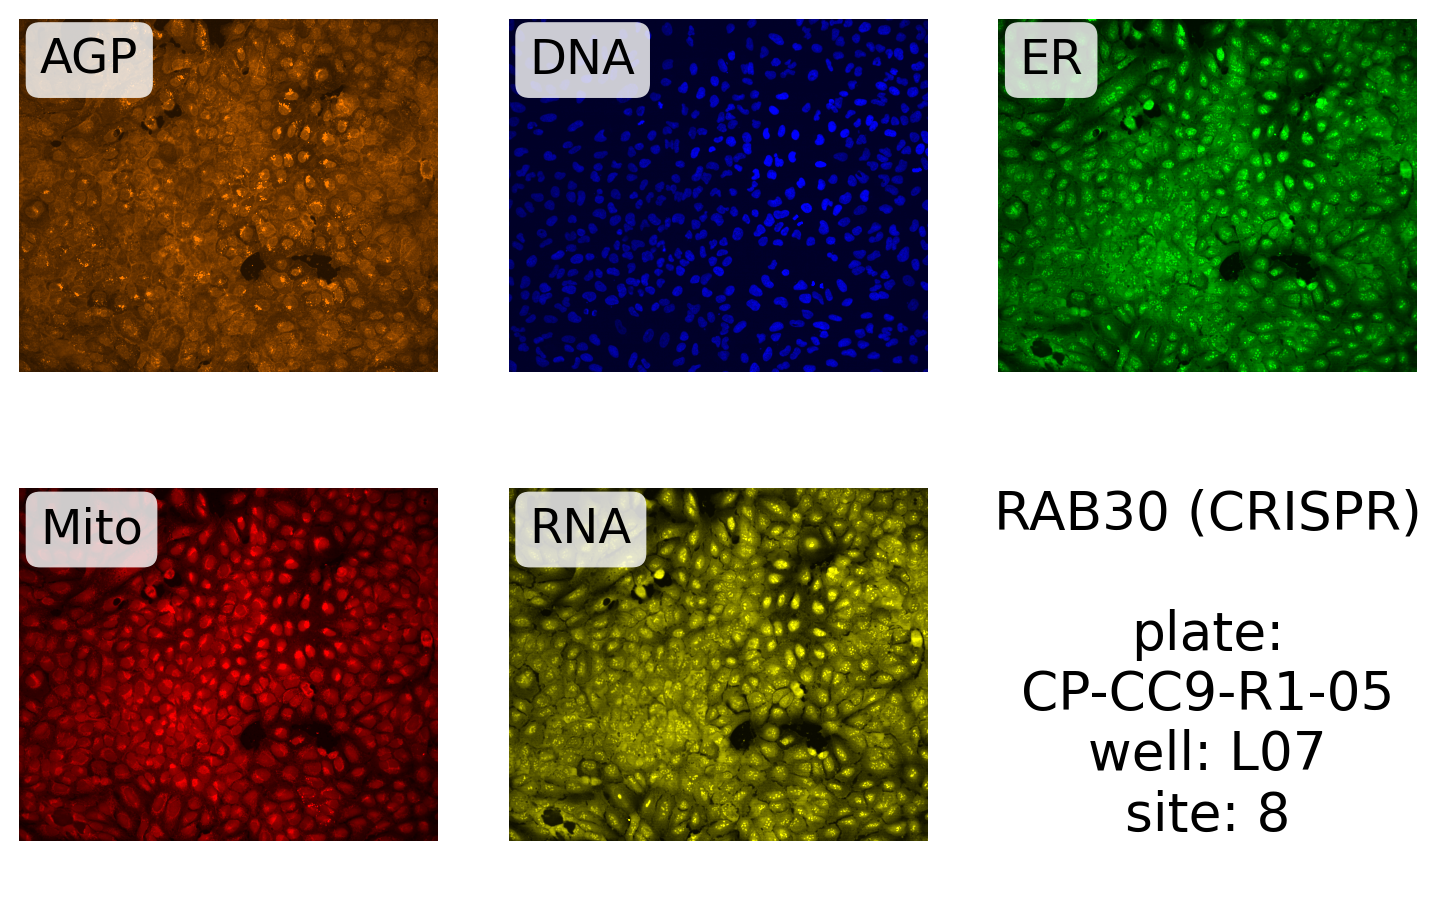 AGP
DNA
ER
Mito
RNA
RAB30 (CRISPR)
plate:
CP-CC9-R1-05
well: L07
site: 8